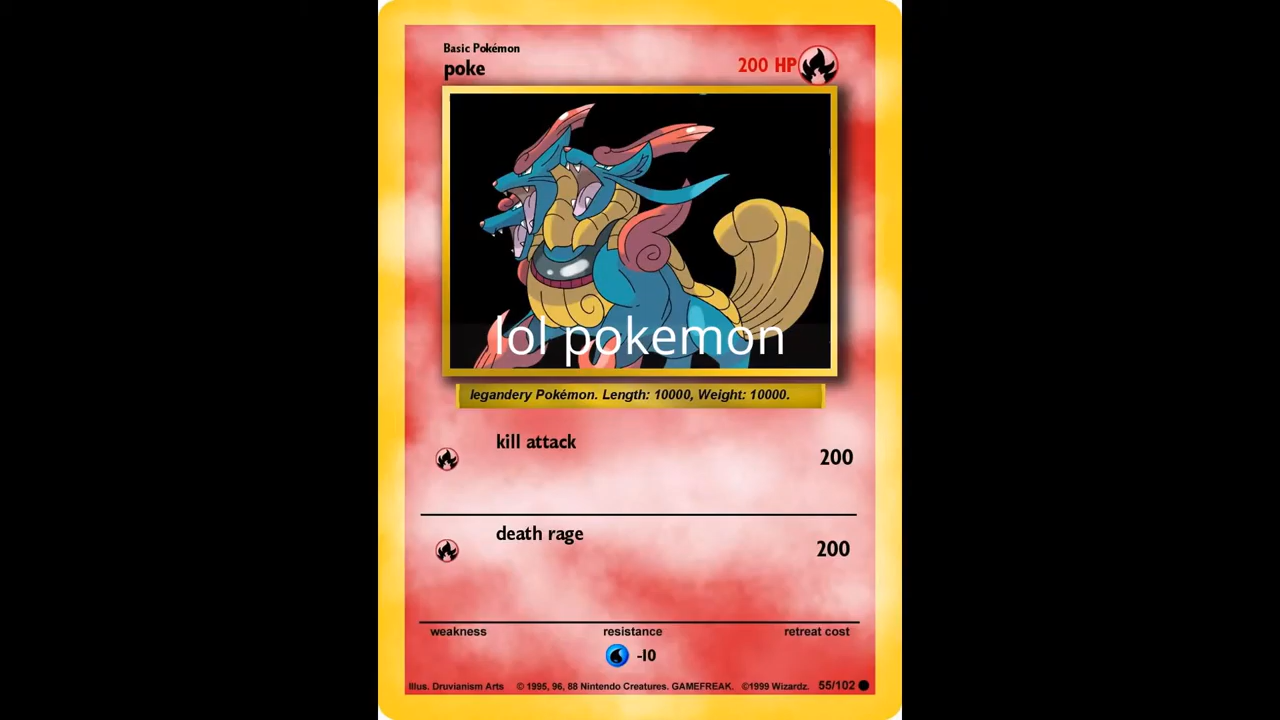 Basic Pokémon
poke
200 HP
lol pokemon
legandery Pokémon. Length: 10000, Weight: 10000.
kill attack
200
death rage
200
weakness resistance retreat cost
-10
Illus. Druvianism Arts © 1995, 96, 88 Nintendo Creatures. GAMEFREAK. ©1999 Wizardz. 55/102